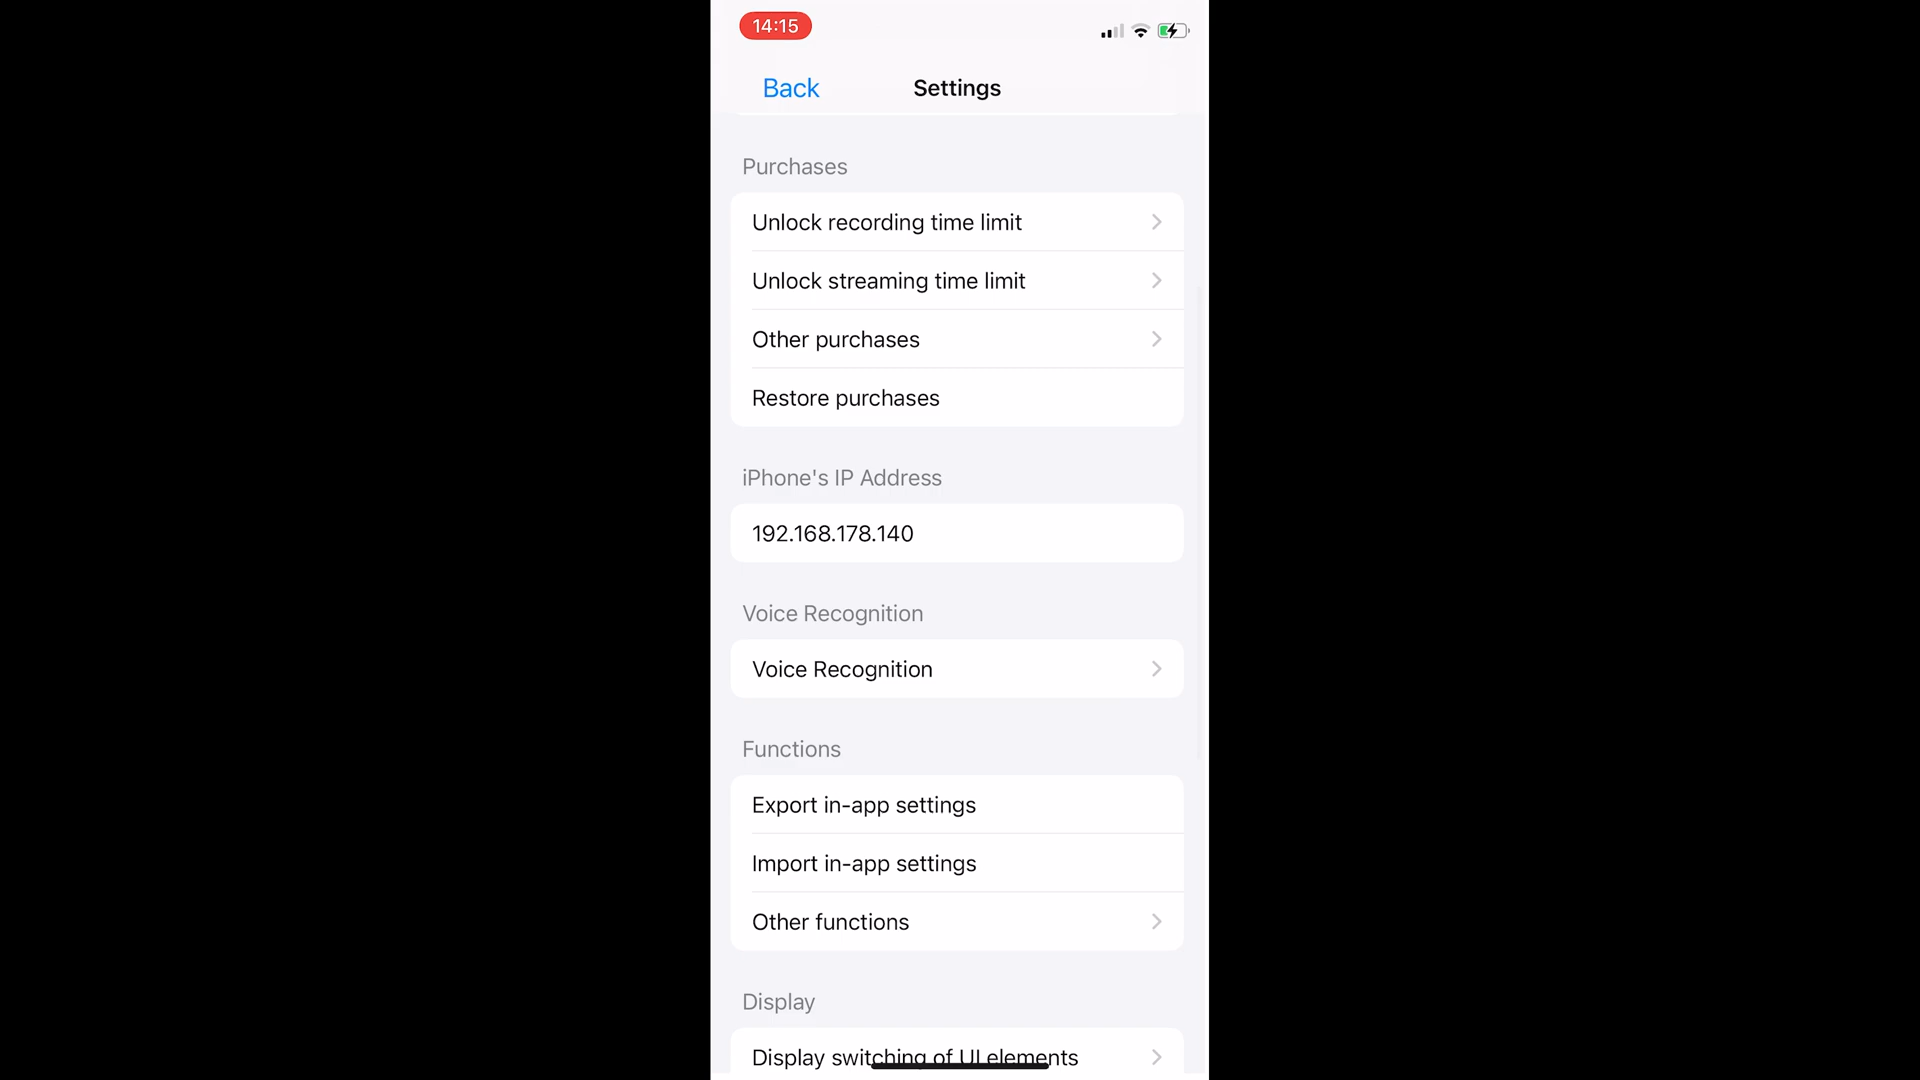 14:15
Back
Settings
Purchases
Unlock recording time limit
Unlock streaming time limit
Other purchases
Restore purchases
iPhone's IP Address
192.168.178.140
Voice Recognition
Voice Recognition
Functions
Export in-app settings
Import in-app settings
Other functions
Display
Display switching of UI elements